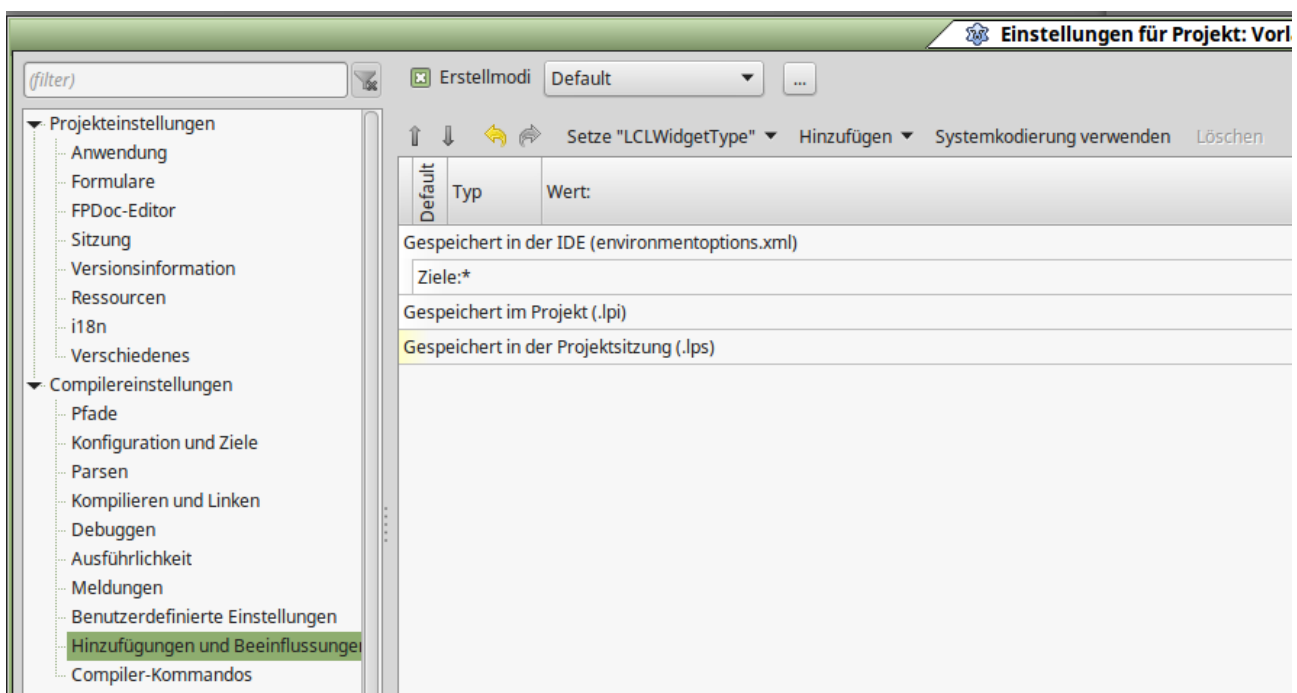 Einstellungen für Projekt: Vorl
(filter)
Erstellmodi Default ...
Projekteinstellungen
Anwendung
Formulare
FPDoc-Editor
Sitzung
Versionsinformation
Ressourcen
i18n
Verschiedenes
Compilereinstellungen
Pfade
Konfiguration und Ziele
Parsen
Kompilieren und Linken
Debuggen
Ausführlichkeit
Meldungen
Benutzerdefinierte Einstellungen
Hinzufügungen und Beeinflussungen
Compiler-Kommandos
Setze "LCLWidgetType" Hinzufügen Systemkodierung verwenden Löschen
Default Typ Wert:
Gespeichert in der IDE (environmentoptions.xml)
Ziele:*
Gespeichert im Projekt (.lpi)
Gespeichert in der Projektsitzung (.lps)